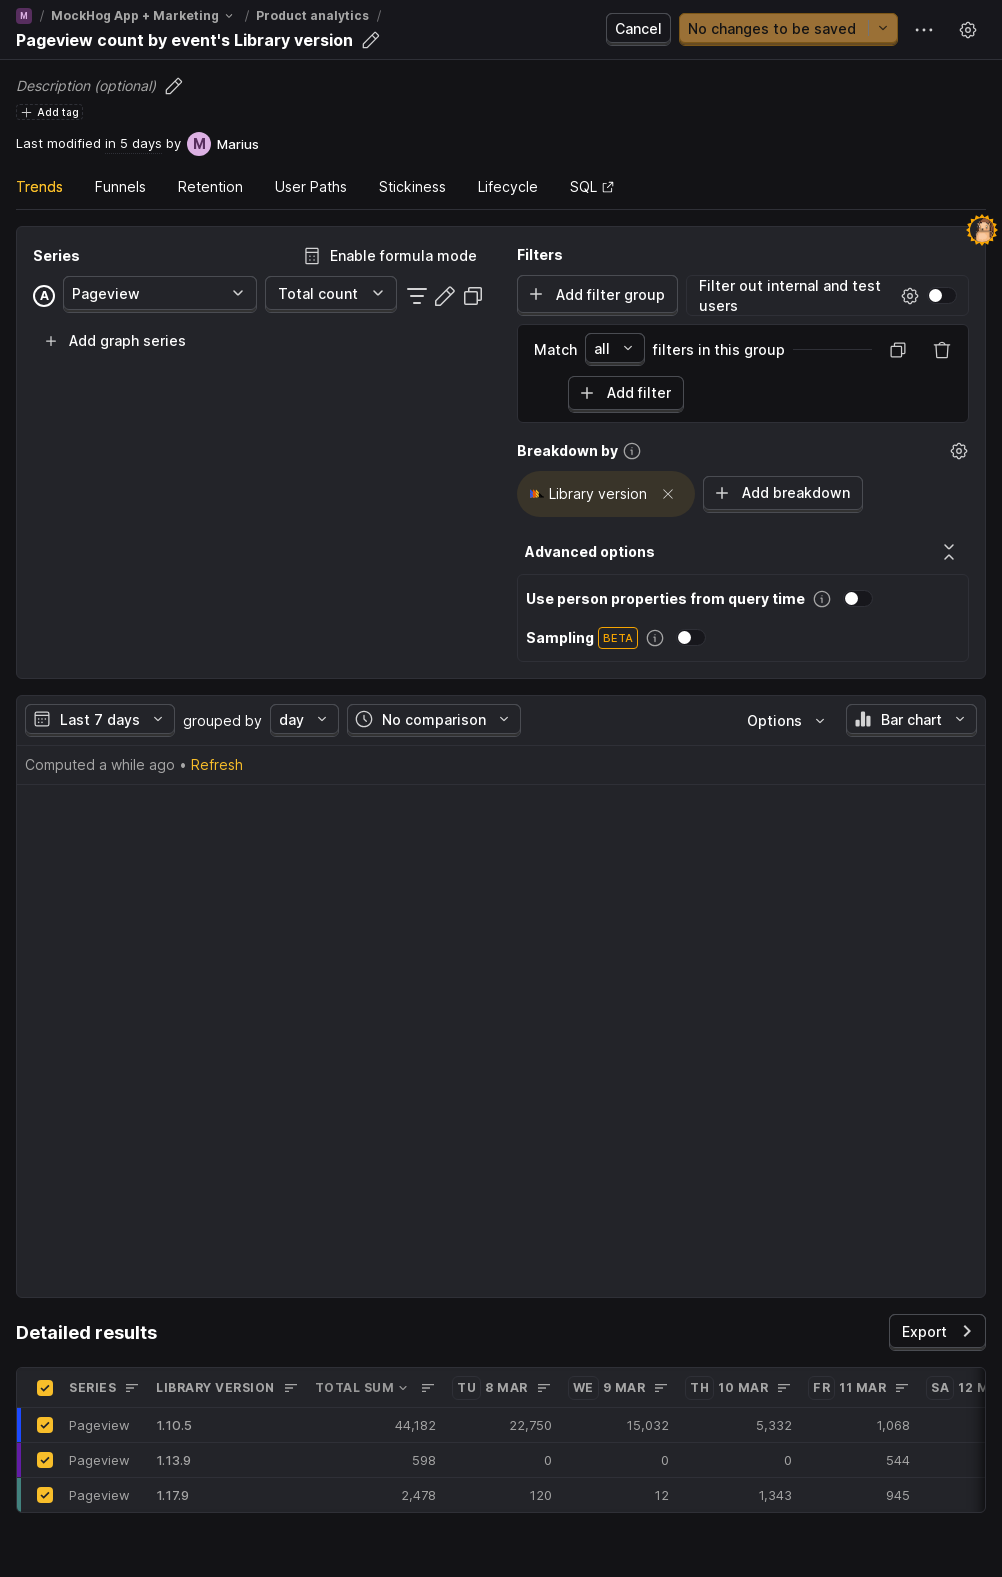 M / MockHog App + Marketing / Product analytics /
Pageview count by event's Library version
Cancel
No changes to be saved
Description (optional)
Add tag
Last modified in 5 days by M Marius
Trends Funnels Retention User Paths Stickiness Lifecycle SQL
Series
Enable formula mode
A Pageview Total count
Add graph series
Filters
Add filter group
Filter out internal and test users
Match all filters in this group
Add filter
Breakdown by
Library version
Add breakdown
Advanced options
Use person properties from query time
Sampling BETA
Last 7 days grouped by day No comparison Options Bar chart
Computed a while ago • Refresh
Detailed results
Export
SERIES LIBRARY VERSION TOTAL SUM TU 8 MAR WE 9 MAR TH 10 MAR FR 11 MAR SA 12 M
Pageview 1.10.5 44,182 22,750 15,032 5,332 1,068
Pageview 1.13.9 598 0 0 0 544
Pageview 1.17.9 2,478 120 12 1,343 945